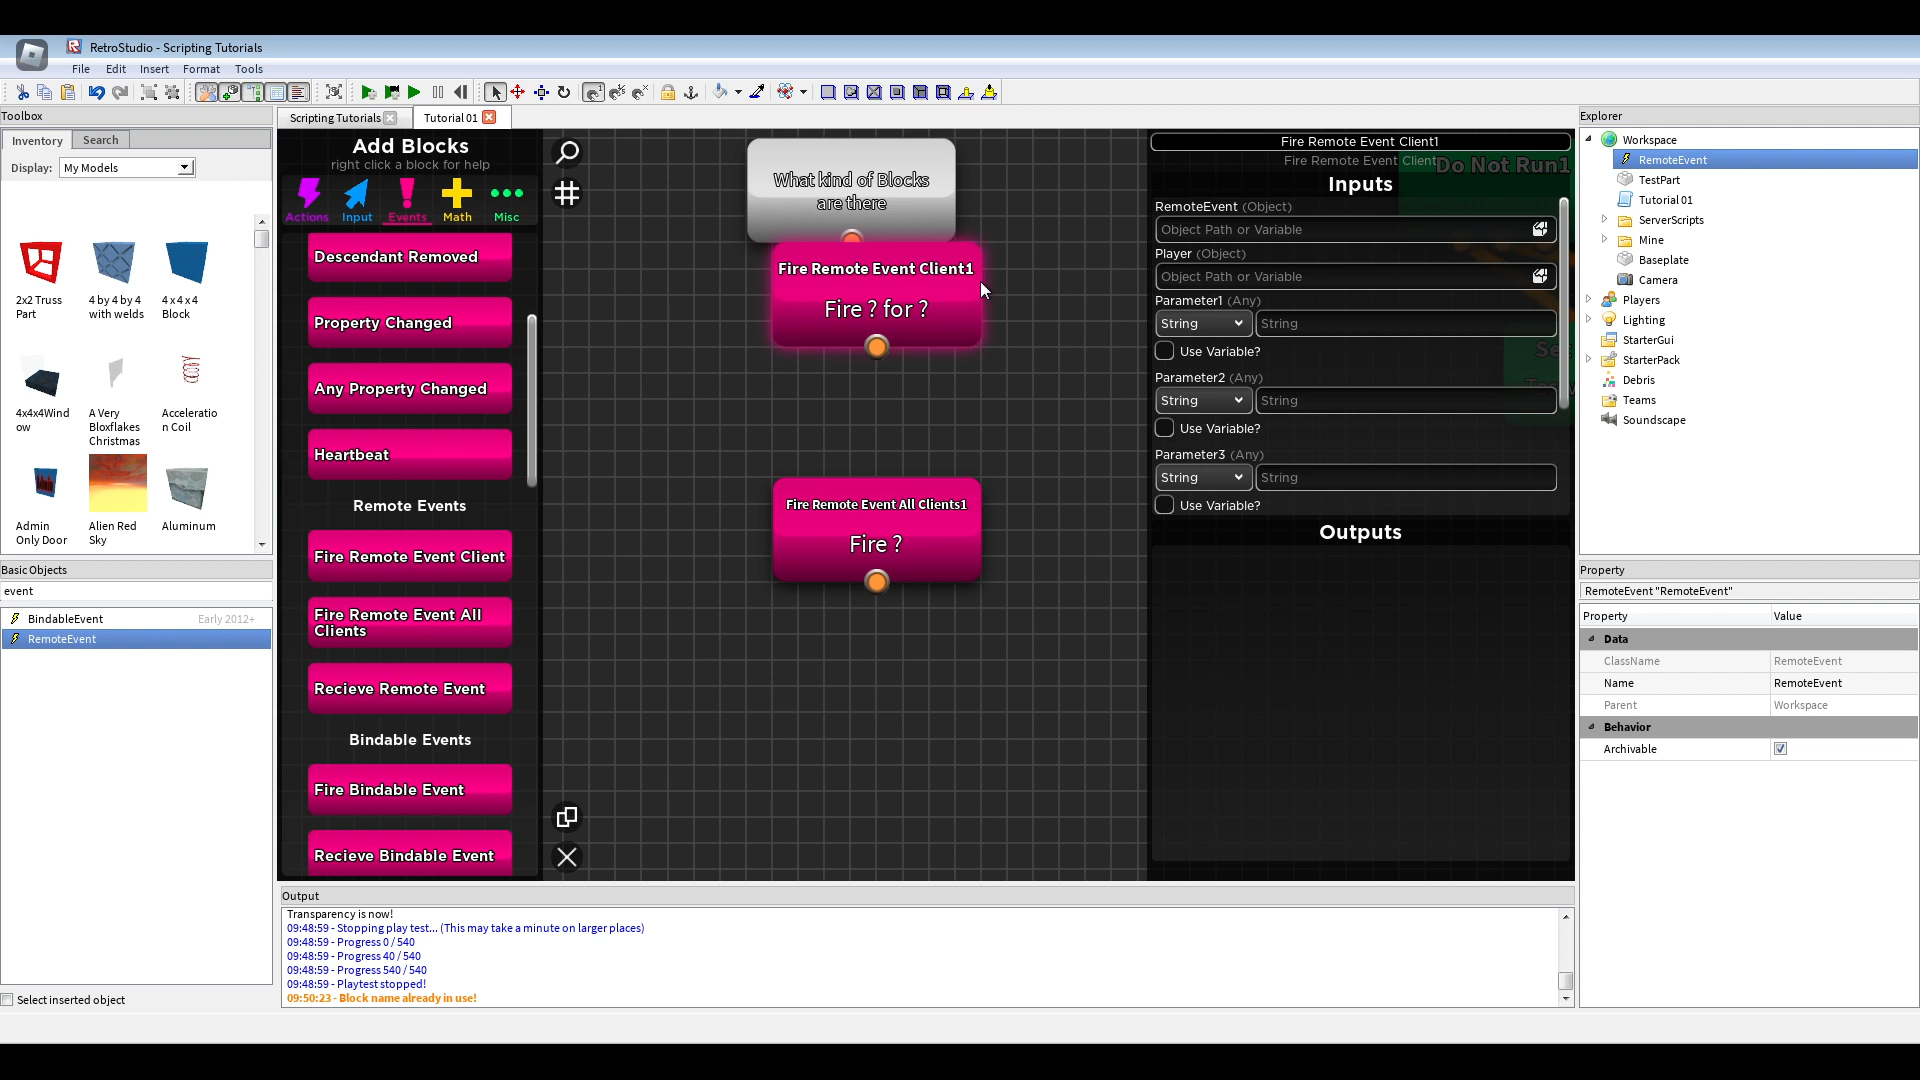 RetroStudio - Scripting Tutorials
File Edit Insert Format Tools
Toolbox
Inventory Search
Display: My Models
2x2 Truss
Part
4 by 4 by 4
with welds
4 x 4 x 4
Block
4x4x4Wind
ow
A Very
Bloxflakes
Christmas
Acceleratio
n Coil
Admin
Only Door
Alien Red
Sky
Aluminum
Basic Objects
event
BindableEvent Early 2012+
RemoteEvent
Select inserted object
Scripting Tutorials Tutorial 01
Add Blocks
right click a block for help
Actions Input Events Math Misc
Descendant Removed
Property Changed
Any Property Changed
Heartbeat
Remote Events
Fire Remote Event Client
Fire Remote Event All
Clients
Recieve Remote Event
Bindable Events
Fire Bindable Event
Recieve Bindable Event
What kind of Blocks
are there
Fire Remote Event Client1
Fire ? for ?
Fire Remote Event All Clients1
Fire ?
Fire Remote Event Client1
Fire Remote Event Client
Do Not Run1
Inputs
RemoteEvent (Object)
Object Path or Variable
Player (Object)
Object Path or Variable
Parameter1 (Any)
String String
Use Variable?
Parameter2 (Any)
String String
Use Variable?
Parameter3 (Any)
String String
Use Variable?
Outputs
Output
Transparency is now!
09:48:59 - Stopping play test... (This may take a minute on larger places)
09:48:59 - Progress 0 / 540
09:48:59 - Progress 40 / 540
09:48:59 - Progress 540 / 540
09:48:59 - Playtest stopped!
09:50:23 - Block name already in use!
Explorer
Workspace
RemoteEvent
TestPart
Tutorial 01
ServerScripts
Mine
Baseplate
Camera
Players
Lighting
StarterGui
StarterPack
Debris
Teams
Soundscape
Property
RemoteEvent "RemoteEvent"
Property Value
Data
ClassName RemoteEvent
Name RemoteEvent
Parent Workspace
Behavior
Archivable